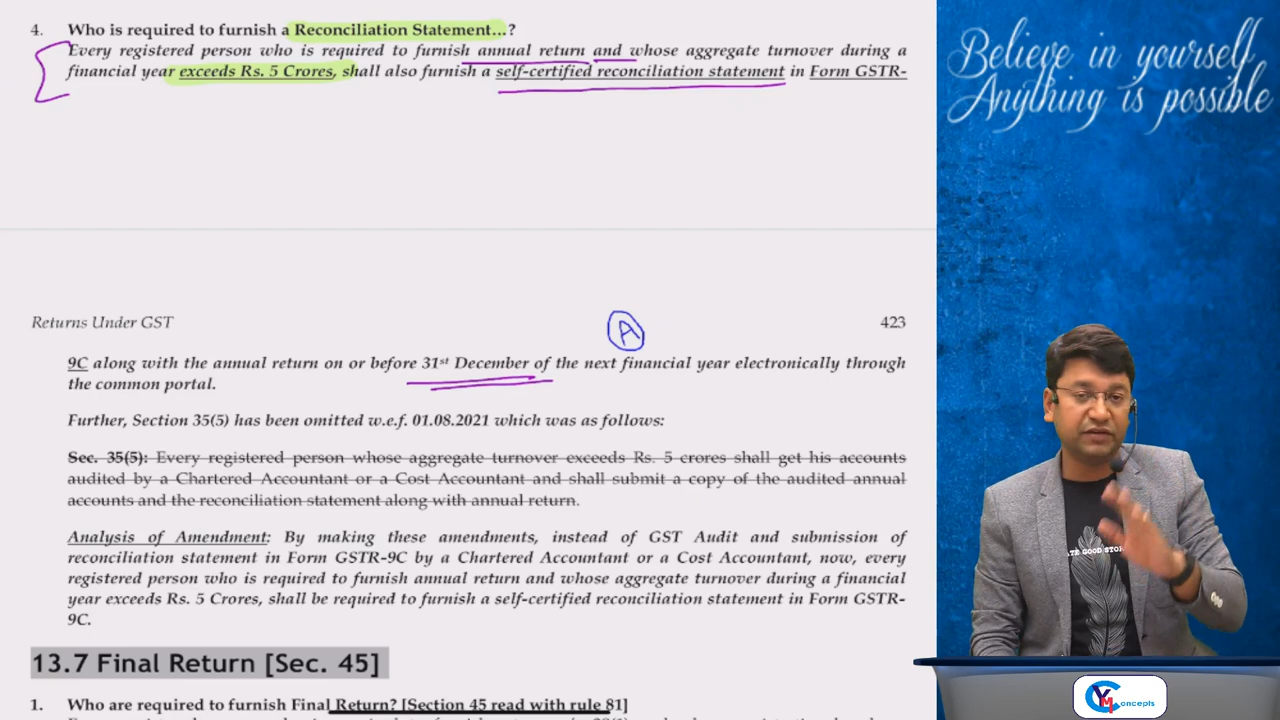 4. Who is required to furnish a Reconciliation Statement...?
Every registered person who is required to furnish annual return and whose aggregate turnover during a
financial year exceeds Rs. 5 Crores, shall also furnish a self-certified reconciliation statement in Form GSTR-
Returns Under GST 423
A
9C along with the annual return on or before 31st December of the next financial year electronically through
the common portal.
Further, Section 35(5) has been omitted w.e.f. 01.08.2021 which was as follows:
Sec. 35(5): Every registered person whose aggregate turnover exceeds Rs. 5 crores shall get his accounts
audited by a Chartered Accountant or a Cost Accountant and shall submit a copy of the audited annual
accounts and the reconciliation statement along with annual return.
Analysis of Amendment: By making these amendments, instead of GST Audit and submission of
reconciliation statement in Form GSTR-9C by a Chartered Accountant or a Cost Accountant, now, every
registered person who is required to furnish annual return and whose aggregate turnover during a financial
year exceeds Rs. 5 Crores, shall be required to furnish a self-certified reconciliation statement in Form GSTR-
9C.
13.7 Final Return [Sec. 45]
1. Who are required to furnish Final Return? [Section 45 read with rule 81]
Believe in yourself
Anything is possible
GOOD
YM Concepts